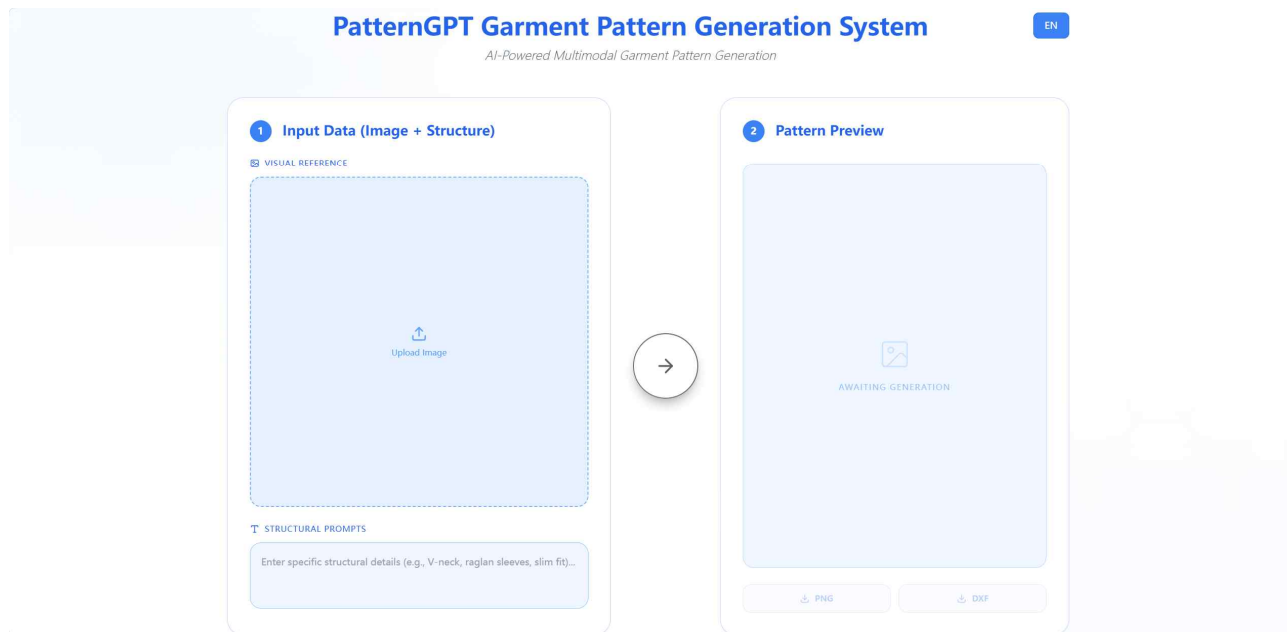 PatternGPT Garment Pattern Generation System
EN
AI-Powered Multimodal Garment Pattern Generation
1 Input Data (Image + Structure)
VISUAL REFERENCE
Upload Image
STRUCTURAL PROMPTS
Enter specific structural details (e.g., V-neck, raglan sleeves, slim fit)...
2 Pattern Preview
AWAITING GENERATION
PNG
DXF